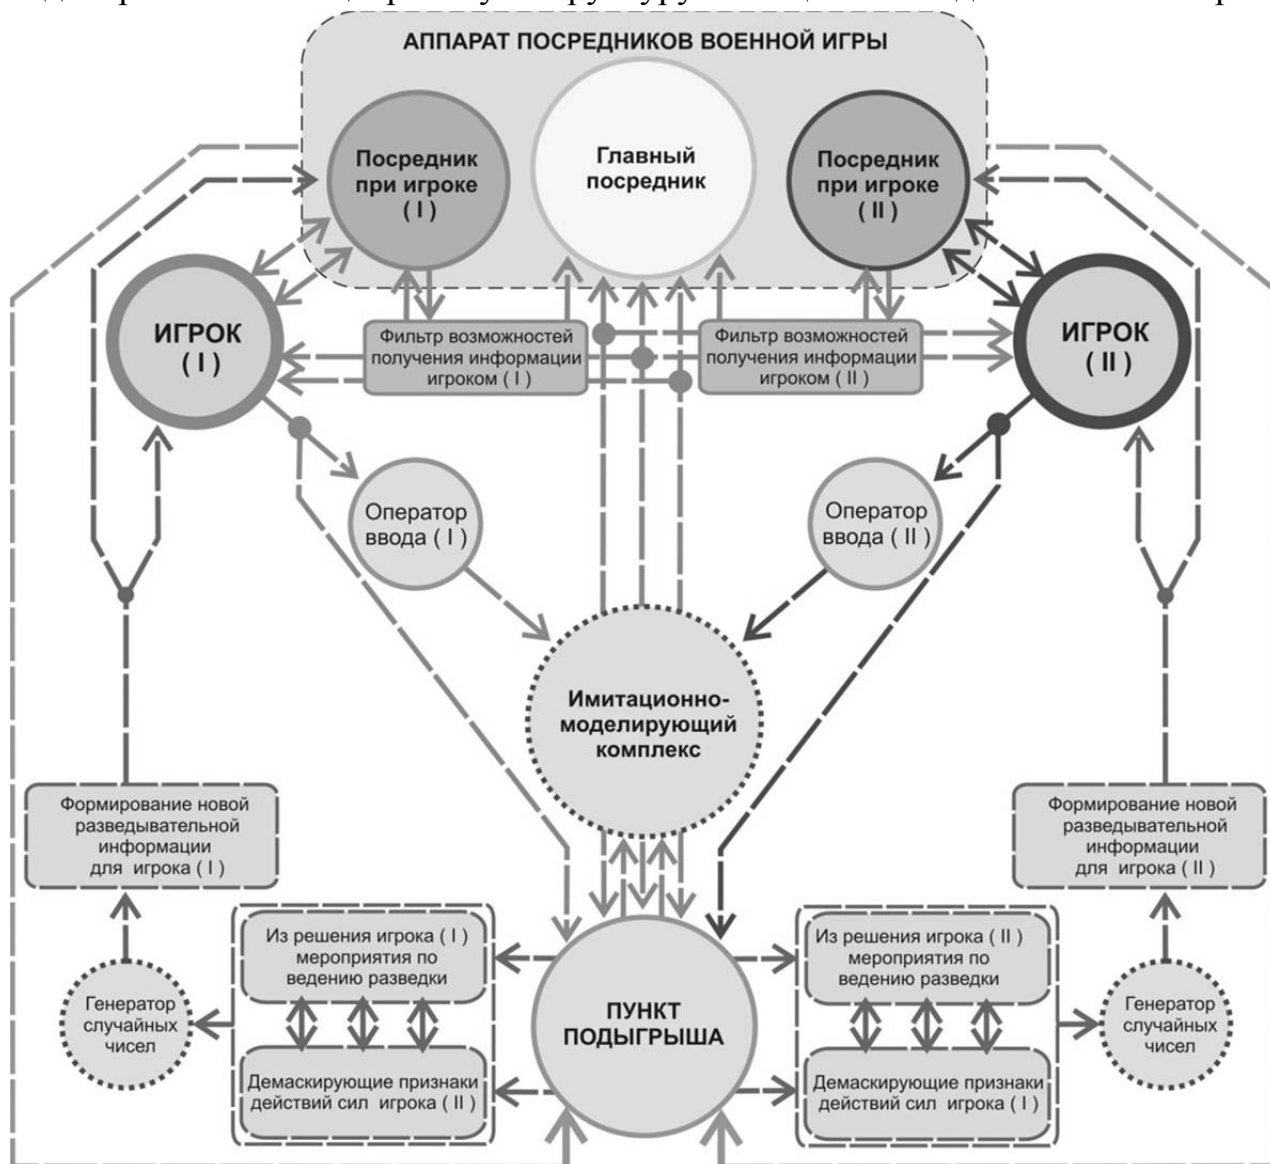 АППАРАТ ПОСРЕДНИКОВ ВОЕННОЙ ИГРЫ
Посредник
при игроке
( I )
Главный
посредник
Посредник
при игроке
( II )
ИГРОК
( I )
Фильтр возможностей
получения информации
игроком ( I )
Фильтр возможностей
получения информации
игроком ( II )
ИГРОК
( II )
Оператор
ввода ( I )
Оператор
ввода ( II )
Имитационно-
моделирующий
комплекс
Формирование новой
разведывательной
информации
для игрока ( I )
Формирование новой
разведывательной
информации
для игрока ( II )
Из решения игрока ( I )
мероприятия по
ведению разведки
Из решения игрока ( II )
мероприятия по
ведению разведки
Генератор
случайных
чисел
ПУНКТ
ПОДЫГРЫША
Генератор
случайных
чисел
Демаскирующие признаки
действий сил игрока ( II )
Демаскирующие признаки
действий сил игрока ( I )